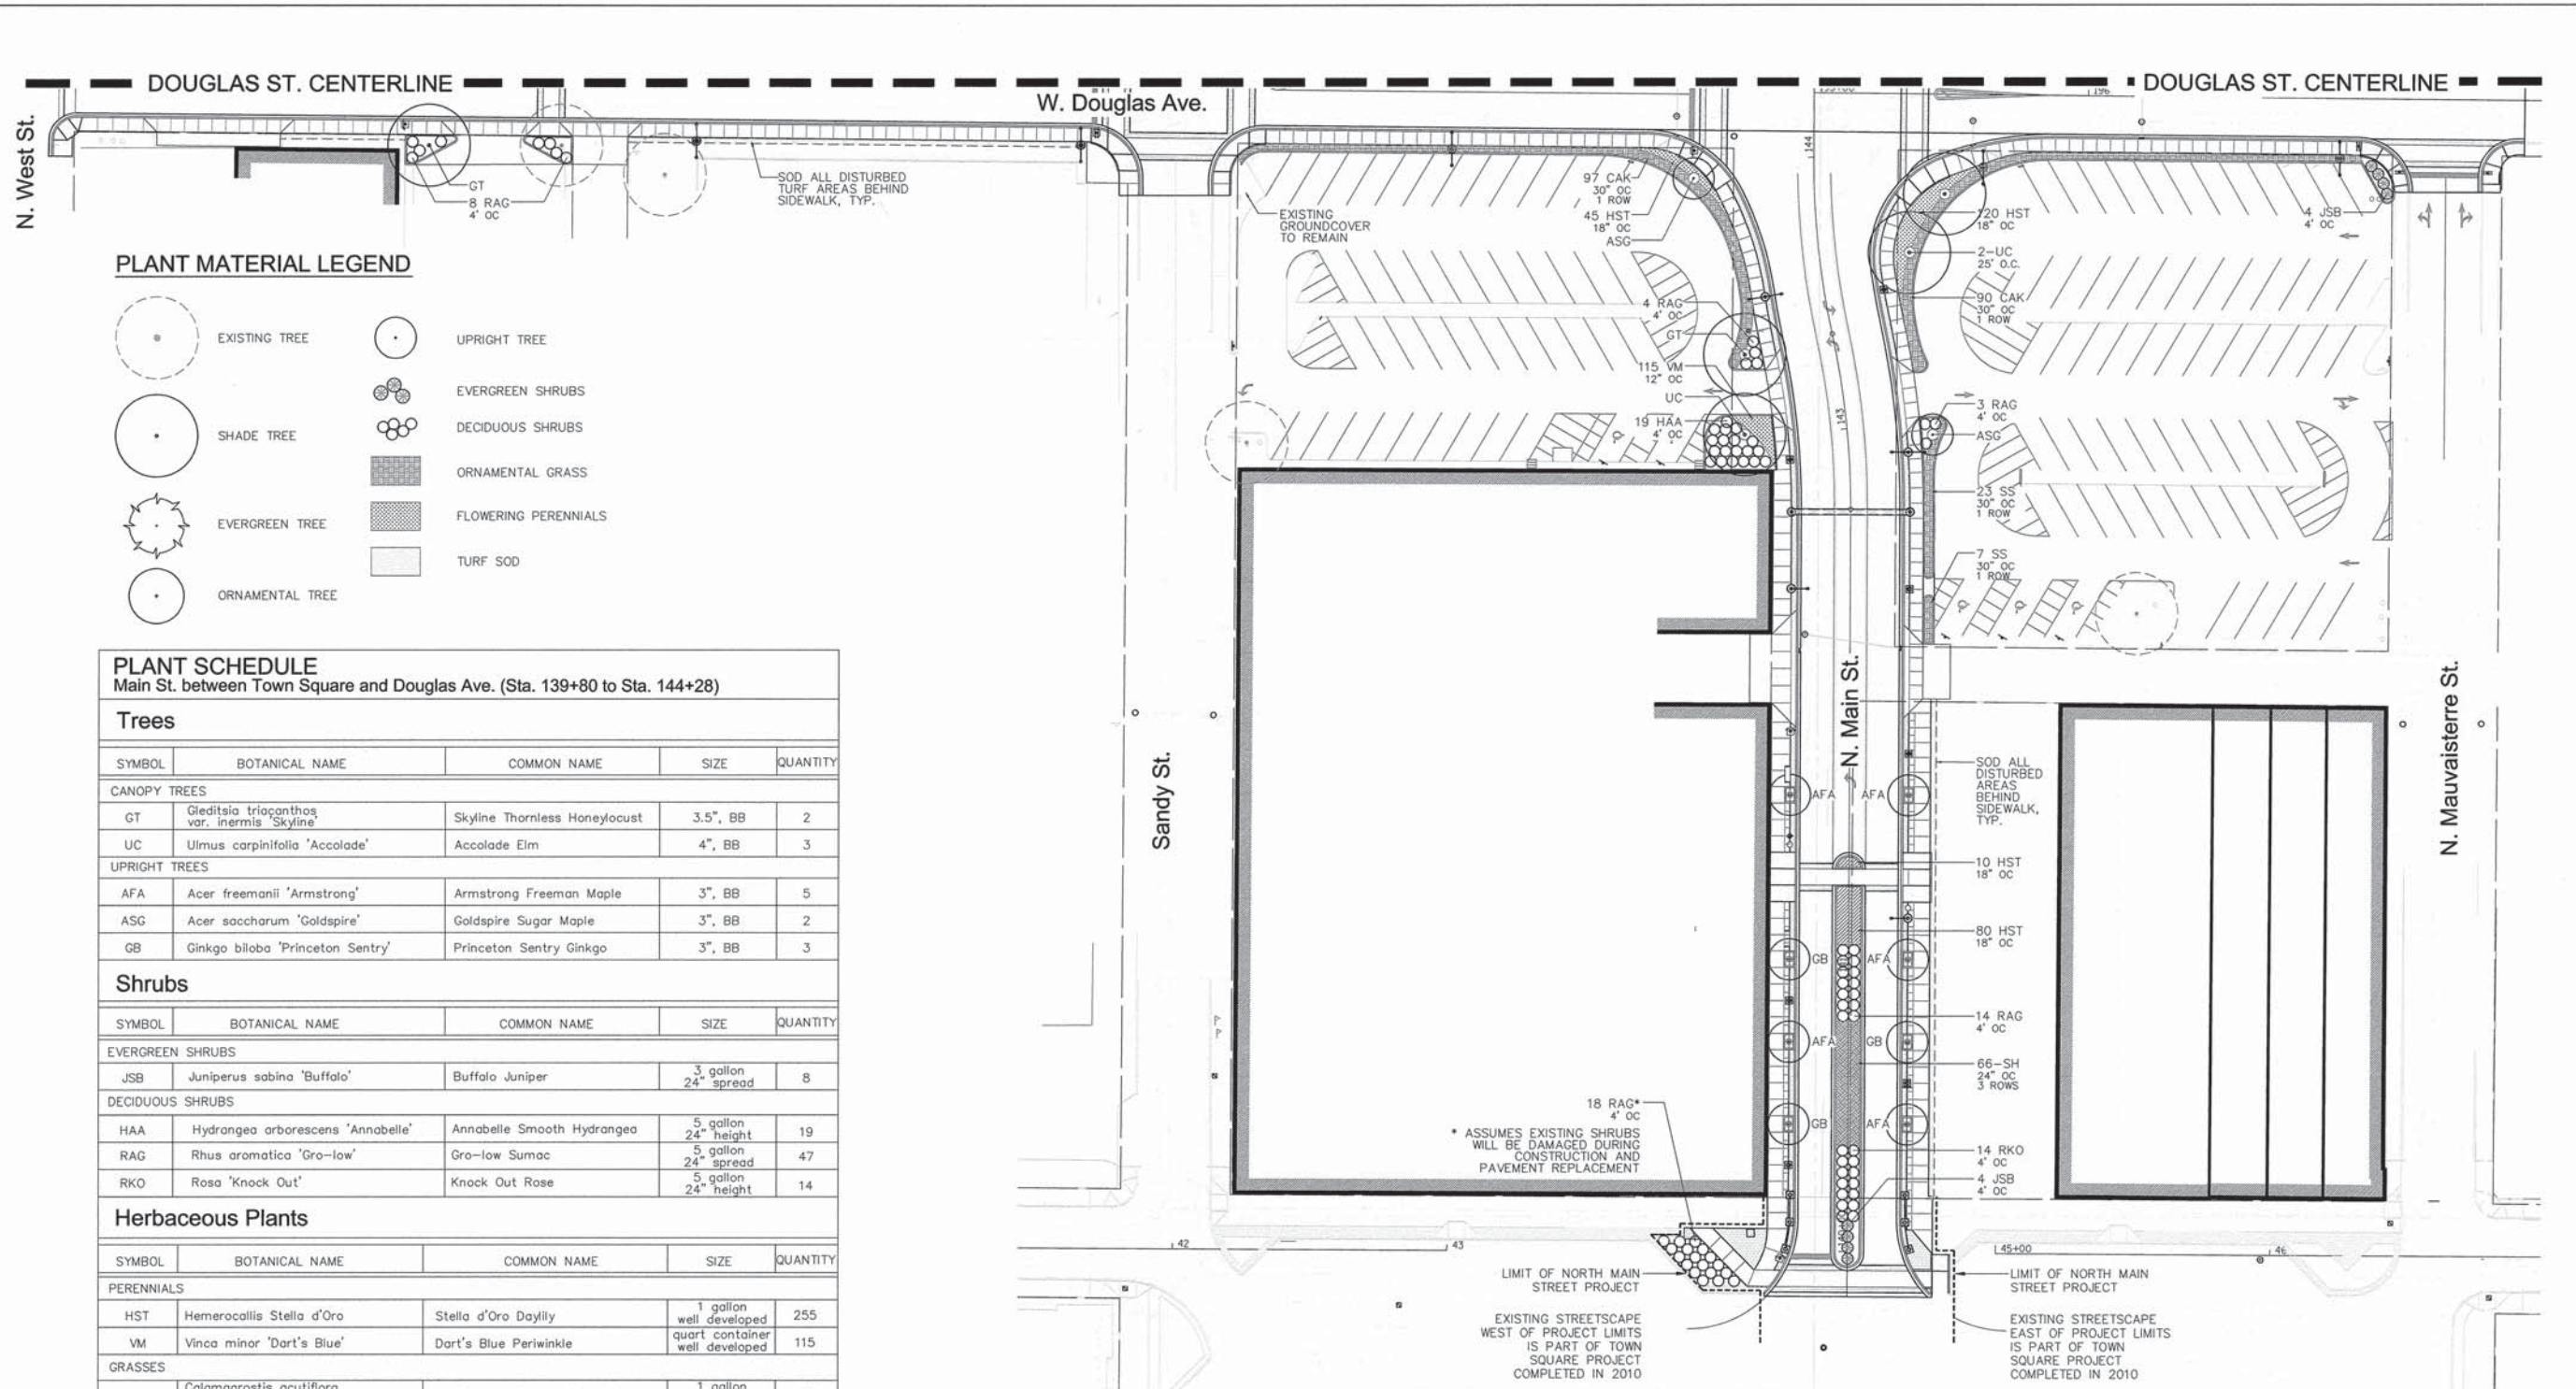 DOUGLAS ST. CENTERLINE
DOUGLAS ST. CENTERLINE
W. Douglas Ave.
N. West St.
GT
8 RAG
4' OC
SOD ALL DISTURBED
TURF AREAS BEHIND
SIDEWALK, TYP.
EXISTING
GROUNDCOVER
TO REMAIN
97 CAK
30" OC
1 ROW
45 HST
18" OC
ASG
4 RAG
4' OC
GT
115 VM
12" OC
UC
19 HAA
4' OC
144
143
196
120 HST
18" OC
2-UC
25' O.C.
90 CAK
30" OC
1 ROW
4 JSB
4' OC
3 RAG
4' OC
ASG
23 SS
30" OC
1 ROW
7 SS
30" OC
1 ROW
PLANT MATERIAL LEGEND
EXISTING TREE
UPRIGHT TREE
EVERGREEN SHRUBS
SHADE TREE
DECIDUOUS SHRUBS
ORNAMENTAL GRASS
EVERGREEN TREE
FLOWERING PERENNIALS
TURF SOD
ORNAMENTAL TREE
PLANT SCHEDULE
Main St. between Town Square and Douglas Ave. (Sta. 139+80 to Sta. 144+28)
Trees
SYMBOL BOTANICAL NAME COMMON NAME SIZE QUANTITY
CANOPY TREES
GT Gleditsia triacanthos var. inermis 'Skyline' Skyline Thornless Honeylocust 3.5", BB 2
UC Ulmus carpinifolia 'Accolade' Accolade Elm 4", BB 3
UPRIGHT TREES
AFA Acer freemanii 'Armstrong' Armstrong Freeman Maple 3", BB 5
ASG Acer saccharum 'Goldspire' Goldspire Sugar Maple 3", BB 2
GB Ginkgo biloba 'Princeton Sentry' Princeton Sentry Ginkgo 3", BB 3
Shrubs
SYMBOL BOTANICAL NAME COMMON NAME SIZE QUANTITY
EVERGREEN SHRUBS
JSB Juniperus sabina 'Buffalo' Buffalo Juniper 3 gallon 24" spread 8
DECIDUOUS SHRUBS
HAA Hydrangea arborescens 'Annabelle' Annabelle Smooth Hydrangea 5 gallon 24" height 19
RAG Rhus aromatica 'Gro-low' Gro-low Sumac 5 gallon 24" spread 47
RKO Rosa 'Knock Out' Knock Out Rose 5 gallon 24" height 14
Herbaceous Plants
SYMBOL BOTANICAL NAME COMMON NAME SIZE QUANTITY
PERENNIALS
HST Hemerocallis Stella d'Oro Stella d'Oro Daylily 1 gallon well developed 255
VM Vinca minor 'Dart's Blue' Dart's Blue Periwinkle quart container well developed 115
GRASSES
Calamagrostis acutiflora 1 gallon
Sandy St.
N. Main St.
N. Mauvaisterre St.
AFA
AFA
SOD ALL
DISTURBED
AREAS
BEHIND
SIDEWALK,
TYP.
10 HST
18" OC
80 HST
18" OC
GB
AFA
14 RAG
4' OC
AFA
GB
66-SH
24" OC
3 ROWS
GB
AFA
14 RKO
4' OC
4 JSB
4' OC
18 RAG*
4' OC
* ASSUMES EXISTING SHRUBS
WILL BE DAMAGED DURING
CONSTRUCTION AND
PAVEMENT REPLACEMENT
42
43
45+00
46
LIMIT OF NORTH MAIN
STREET PROJECT
EXISTING STREETSCAPE
WEST OF PROJECT LIMITS
IS PART OF TOWN
SQUARE PROJECT
COMPLETED IN 2010
LIMIT OF NORTH MAIN
STREET PROJECT
EXISTING STREETSCAPE
EAST OF PROJECT LIMITS
IS PART OF TOWN
SQUARE PROJECT
COMPLETED IN 2010